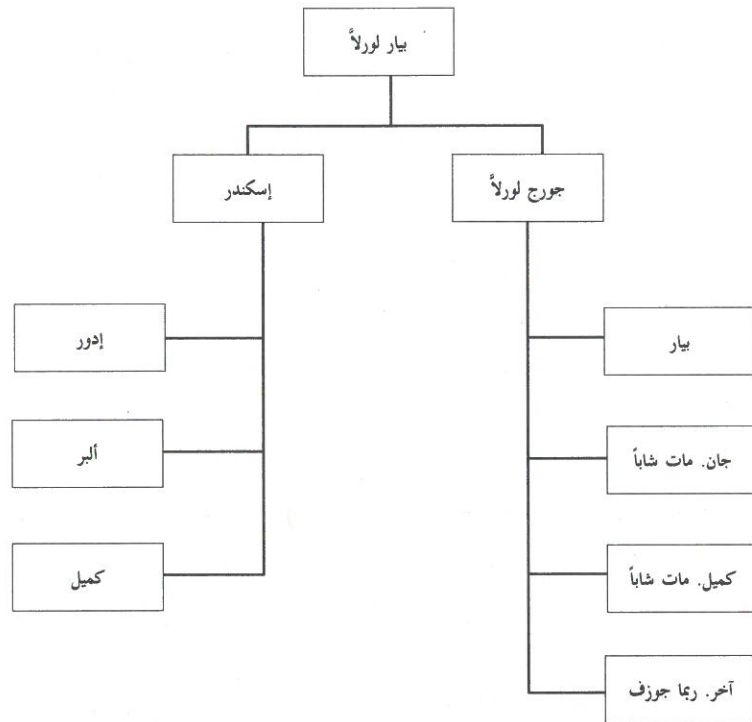 بيار لورلاَّ
جورج لورلاَّ
إسكندر
بيار
جان. مات شاباً
كميل. مات شاباً
آخر. ربما جوزف
إدور
ألبر
كميل